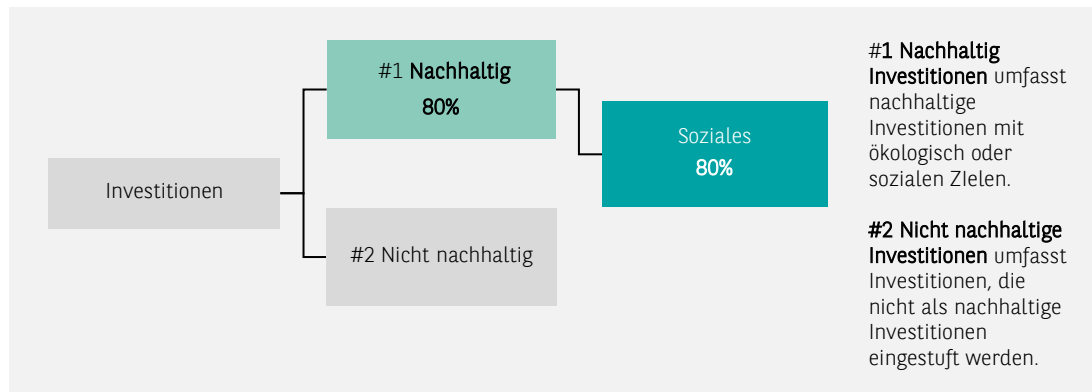 #1 Nachhaltig
80%
Soziales
80%
Investitionen
#2 Nicht nachhaltig
#1 Nachhaltig
Investitionen umfasst
nachhaltige
Investitionen mit
ökologisch oder
sozialen ZIelen.
#2 Nicht nachhaltige
Investitionen umfasst
Investitionen, die
nicht als nachhaltige
Investitionen
eingestuft werden.